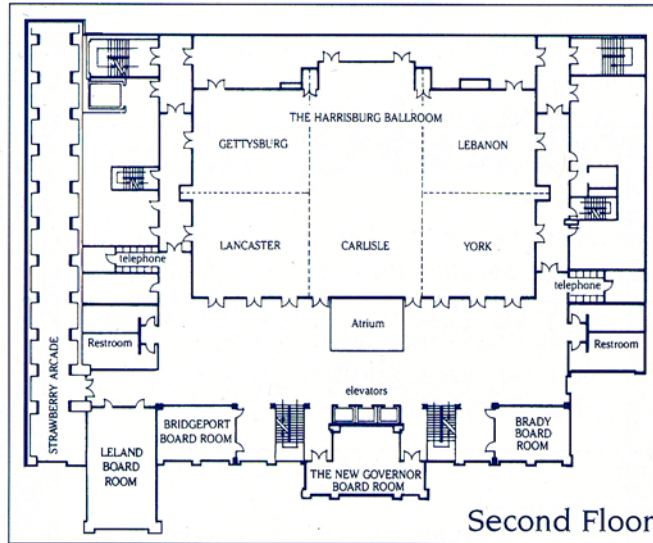 THE HARRISBURG BALLROOM
GETTYSBURG
LEBANON
LANCASTER
CARLISLE
YORK
telephone
telephone
Atrium
Restroom
Restroom
STRAWBERRY ARCADE
elevators
BRIDGEPORT
BOARD ROOM
BRADY
BOARD
ROOM
LELAND
BOARD
ROOM
THE NEW GOVERNOR
BOARD ROOM
Second Floor